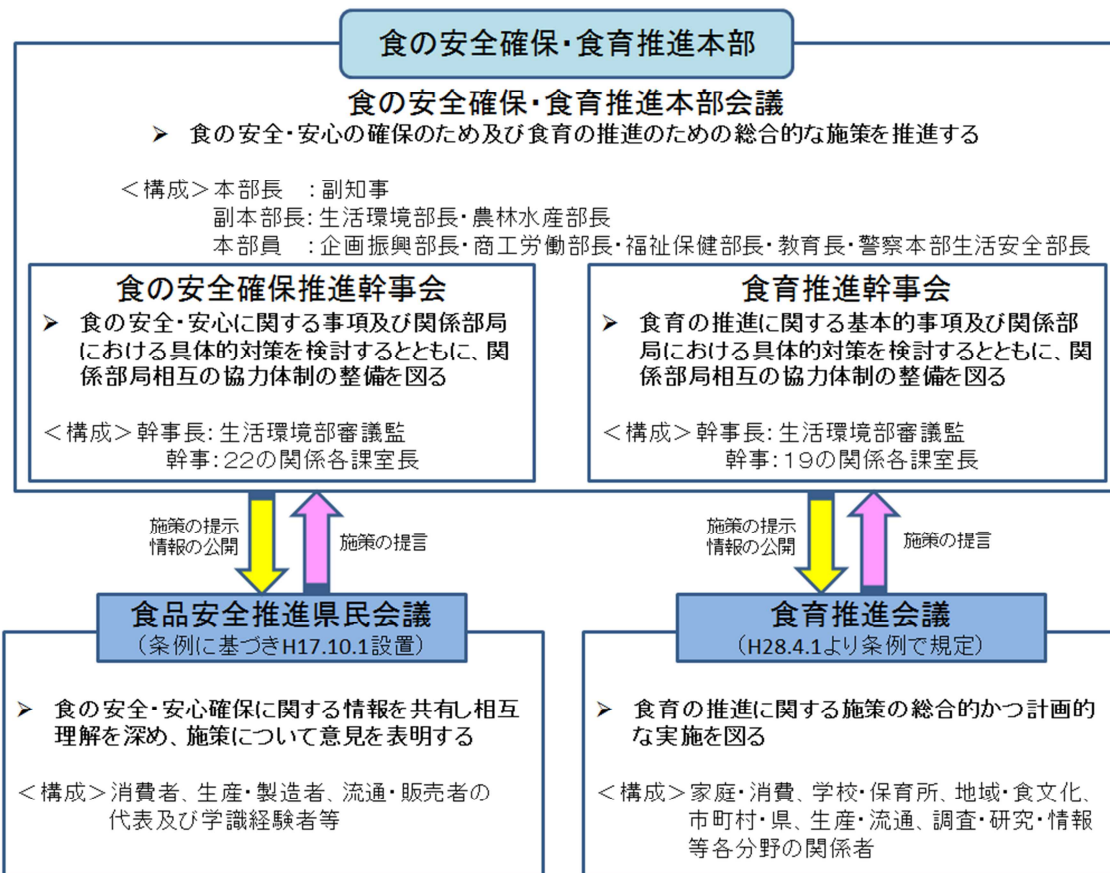 食の安全確保・食育推進本部
食の安全確保・食育推進本部会議
➢ 食の安全・安心の確保のため及び食育の推進のための総合的な施策を推進する
＜構成＞本部長　：副知事
副本部長：生活環境部長・農林水産部長
本部員　：企画振興部長・商工労働部長・福祉保健部長・教育長・警察本部生活安全部長
食の安全確保推進幹事会
➢ 食の安全・安心に関する事項及び関係部局
における具体的対策を検討するとともに、関
係部局相互の協力体制の整備を図る
＜構成＞幹事長：生活環境部審議監
幹事：22の関係各課室長
食育推進幹事会
➢ 食育の推進に関する基本的事項及び関係部
局における具体的対策を検討するとともに、関
係部局相互の協力体制の整備を図る
＜構成＞幹事長：生活環境部審議監
幹事：19の関係各課室長
施策の提示
情報の公開
施策の提言
施策の提示
情報の公開
施策の提言
食品安全推進県民会議
（条例に基づきH17.10.1設置）
➢ 食の安全・安心確保に関する情報を共有し相互
理解を深め、施策について意見を表明する
＜構成＞消費者、生産・製造者、流通・販売者の
代表及び学識経験者等
食育推進会議
（H28.4.1より条例で規定）
➢ 食育の推進に関する施策の総合的かつ計画的
な実施を図る
＜構成＞家庭・消費、学校・保育所、地域・食文化、
市町村・県、生産・流通、調査・研究・情報
等各分野の関係者